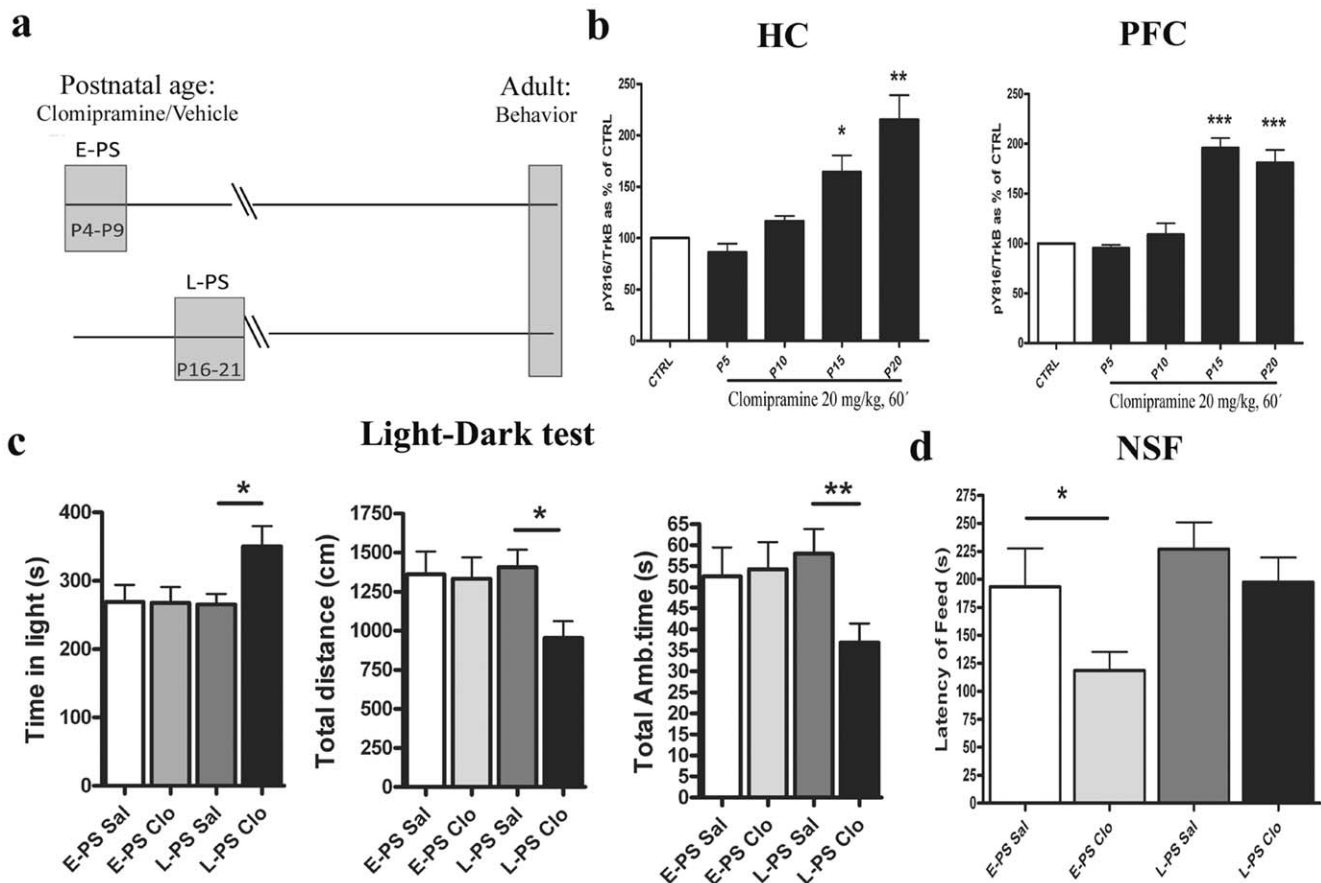 a
Postnatal age:
Clomipramine/Vehicle
Adult:
Behavior
E-PS
P4-P9
L-PS
P16-21
b
HC
pY816/TrkB as % of CTRL
250
200
150
100
50
0
*
**
CTRL
P5
P10
P15
P20
Clomipramine 20 mg/kg, 60´
PFC
pY816/TrkB as % of CTRL
250
200
150
100
50
0
***
***
CTRL
P5
P10
P15
P20
Clomipramine 20 mg/kg, 60´
c
Light-Dark test
Time in light (s)
400
300
200
100
0
*
E-PS Sal
E-PS Clo
L-PS Sal
L-PS Clo
Total distance (cm)
1750
1500
1250
1000
750
500
250
0
*
E-PS Sal
E-PS Clo
L-PS Sal
L-PS Clo
Total Amb.time (s)
65
60
55
50
45
40
35
30
25
20
15
10
5
0
**
E-PS Sal
E-PS Clo
L-PS Sal
L-PS Clo
d
NSF
Latency of Feed (s)
275
250
225
200
175
150
125
100
75
50
25
0
*
E-PS Sal
E-PS Clo
L-PS Sal
L-PS Clo